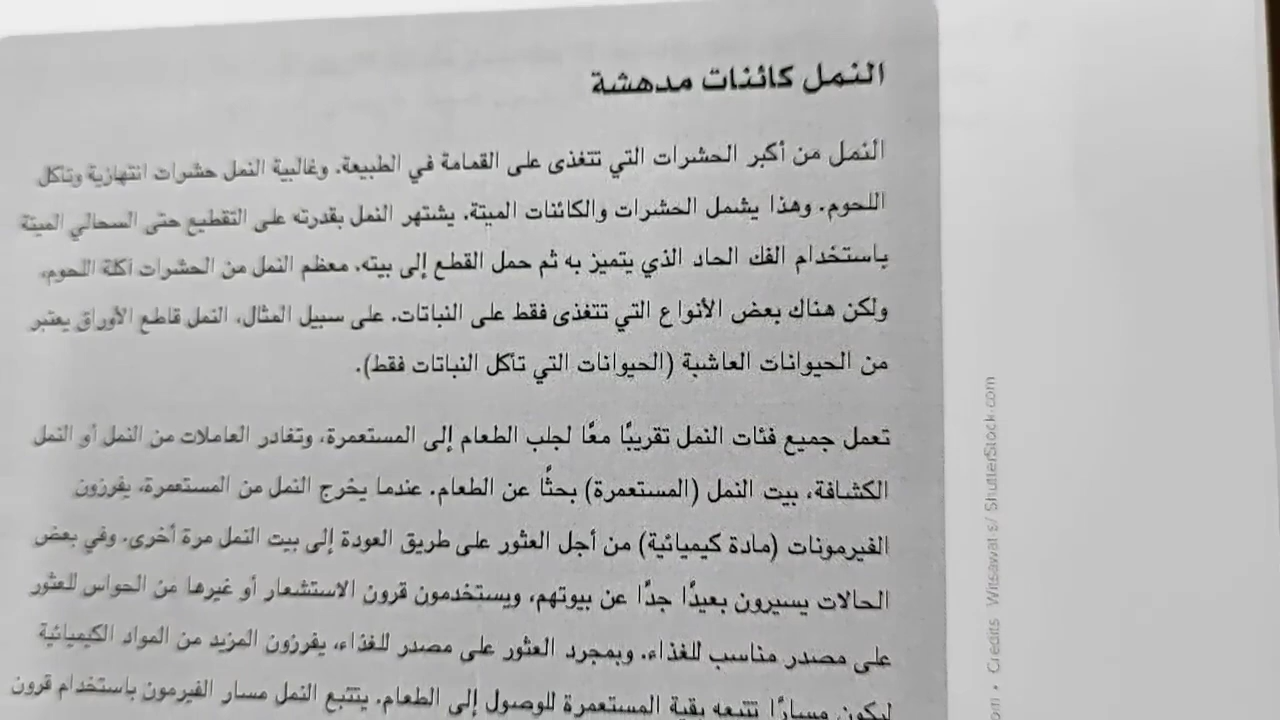 النمل كائنات مدهشة
النمل من أكبر الحشرات التي تتغذى على القمامة في الطبيعة. وغالبية النمل حشرات انتهازية وتأكل
اللحوم. وهذا يشمل الحشرات والكائنات الميتة. يشتهر النمل بقدرته على التقطيع حتى السحالي الميتة
باستخدام الفك الحاد الذي يتميز به ثم حمل القطع إلى بيته. معظم النمل من الحشرات آكلة اللحوم،
ولكن هناك بعض الأنواع التي تتغذى فقط على النباتات. على سبيل المثال، النمل قاطع الأوراق يعتبر
من الحيوانات العاشبة (الحيوانات التي تأكل النباتات فقط).
تعمل جميع فئات النمل تقريبًا معًا لجلب الطعام إلى المستعمرة، وتغادر العاملات من النمل أو النمل
الكشافة، بيت النمل (المستعمرة) بحثًا عن الطعام. عندما يخرج النمل من المستعمرة، يفرزون
الفيرمونات (مادة كيميائية) من أجل العثور على طريق العودة إلى بيت النمل مرة أخرى. وفي بعض
الحالات يسيرون بعيدًا جدًا عن بيوتهم، ويستخدمون قرون الاستشعار أو غيرها من الحواس للعثور
على مصدر مناسب للغذاء. وبمجرد العثور على مصدر للغذاء، يفرزون المزيد من المواد الكيميائية
ليكون مسارًا تتبعه بقية المستعمرة للوصول إلى الطعام. يتتبع النمل مسار الفيرمون باستخدام قرون
om • Credits Witsawat s/ ShutterStock.com